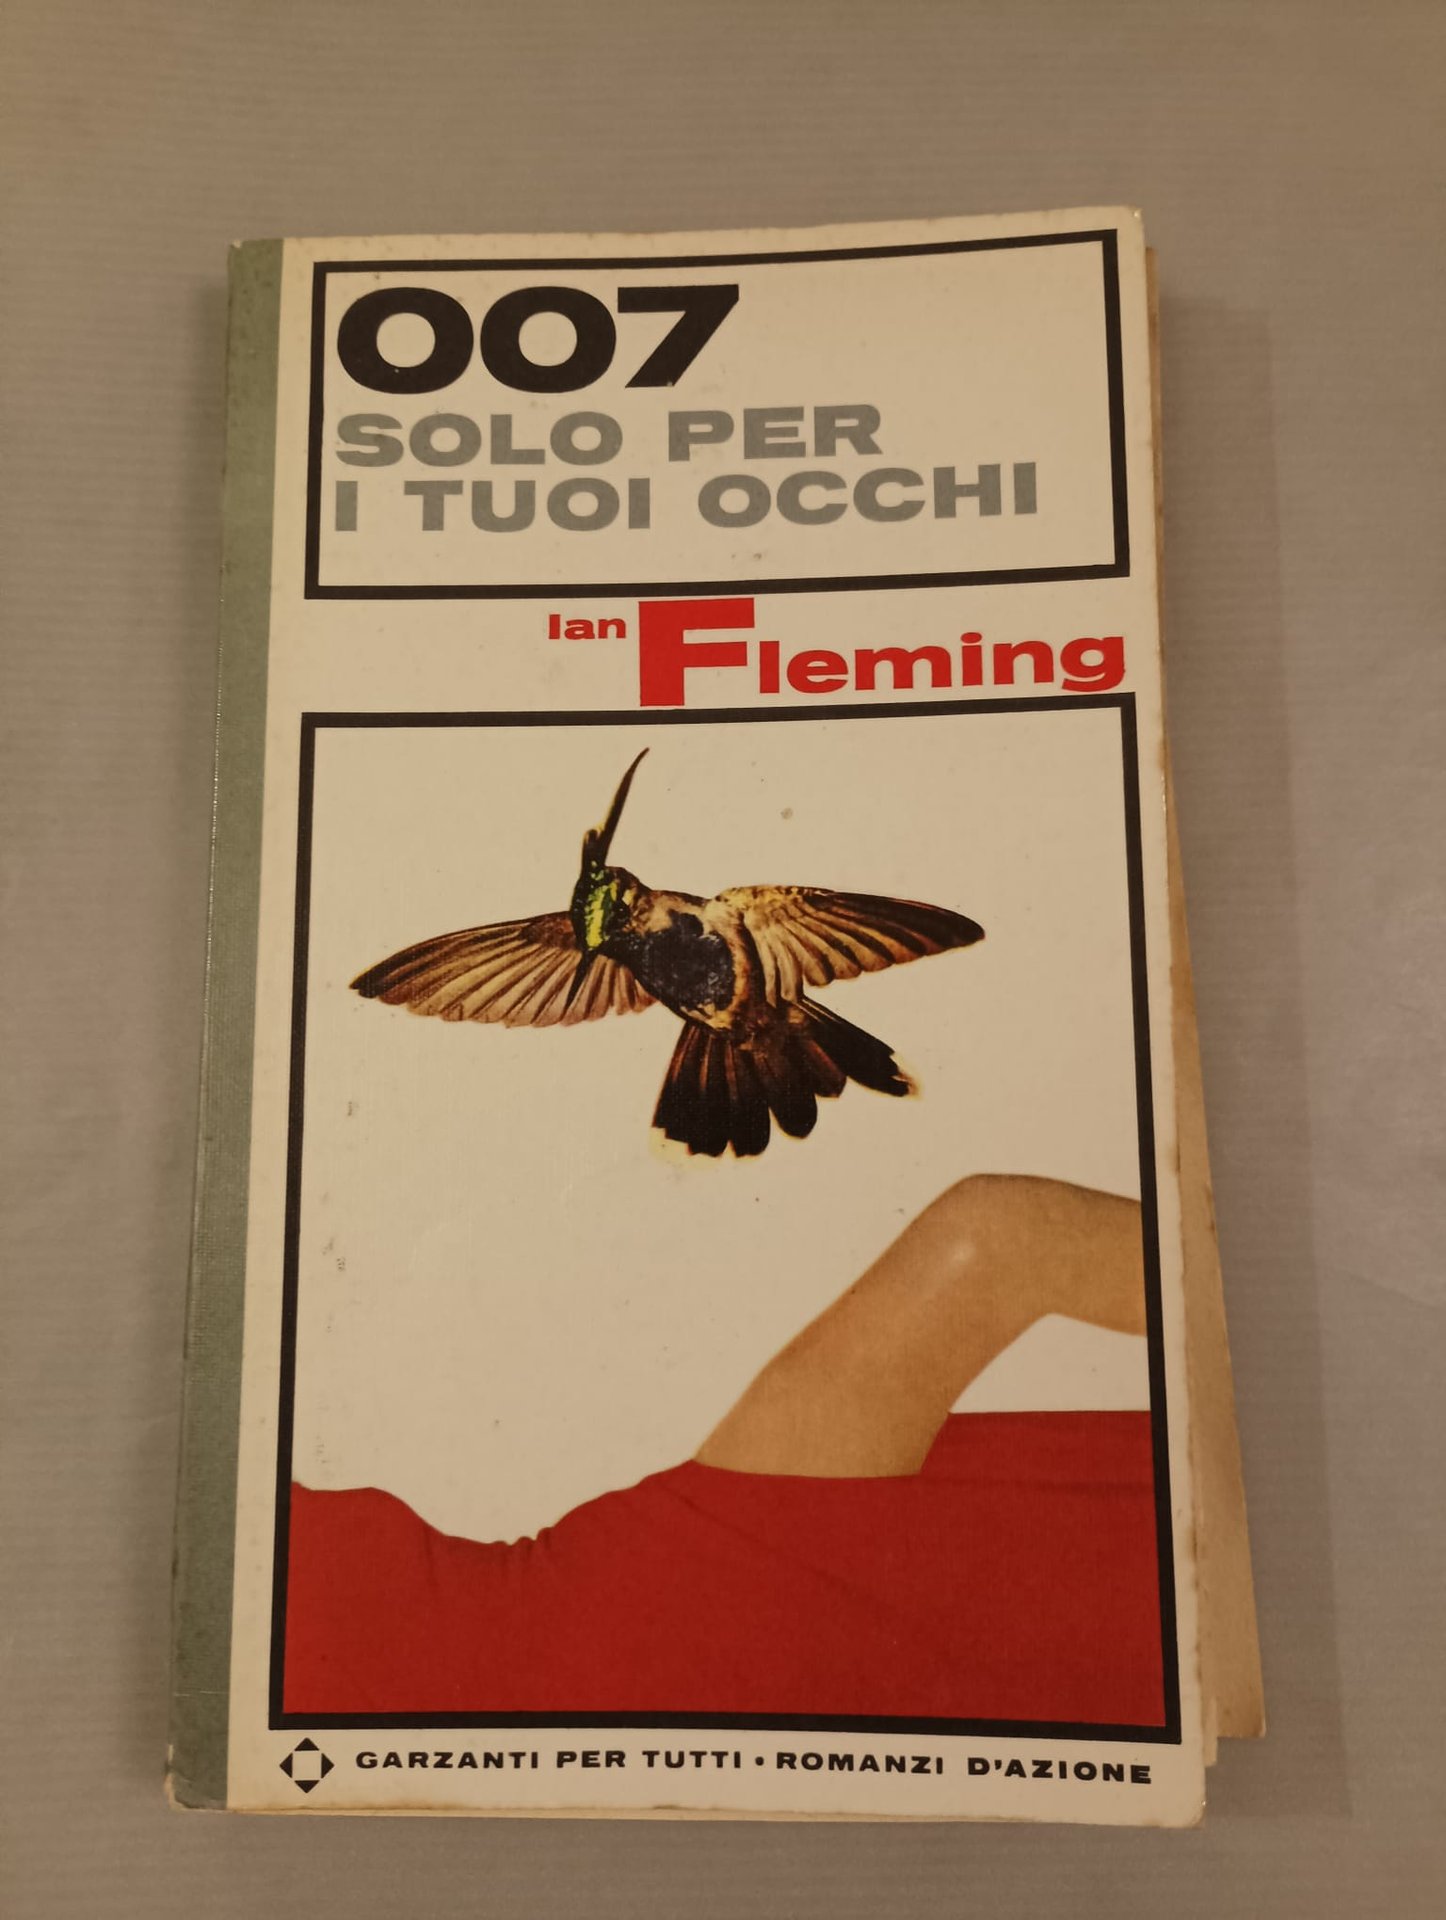 007
SOLO PER
I TUOI OCCHI
Ian Fleming
GARZANTI PER TUTTI • ROMANZI D'AZIONE